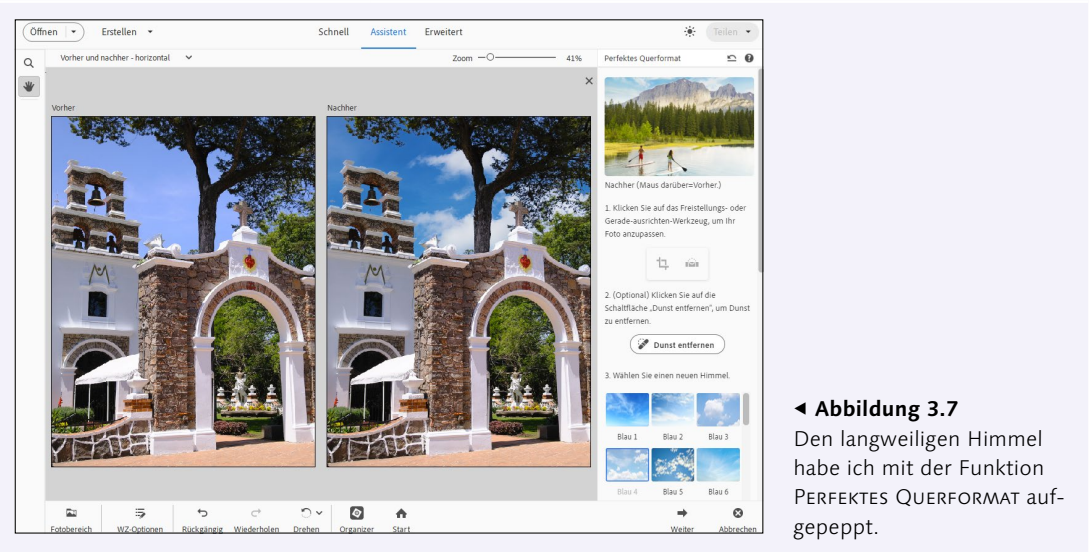 Öffnen
Erstellen
Schnell
Assistent
Erweitert
Teilen
Vorher und nachher - horizontal
Zoom
41%
Perfektes Querformat
Vorher
Nachher
Nachher (Maus darüber=Vorher.)
1. Klicken Sie auf das Freistellungs- oder
Gerade-ausrichten-Werkzeug, um Ihr
Foto anzupassen.
2. (Optional) Klicken Sie auf die
Schaltfläche „Dunst entfernen", um Dunst
zu entfernen.
Dunst entfernen
3. Wählen Sie einen neuen Himmel.
Blau 1 Blau 2 Blau 3
Blau 4 Blau 5 Blau 6
Fotobereich WZ-Optionen Rückgängig Wiederholen Drehen Organizer Start Weiter Abbrechen
◂ Abbildung 3.7
Den langweiligen Himmel
habe ich mit der Funktion
PERFEKTES QUERFORMAT auf-
gepeppt.